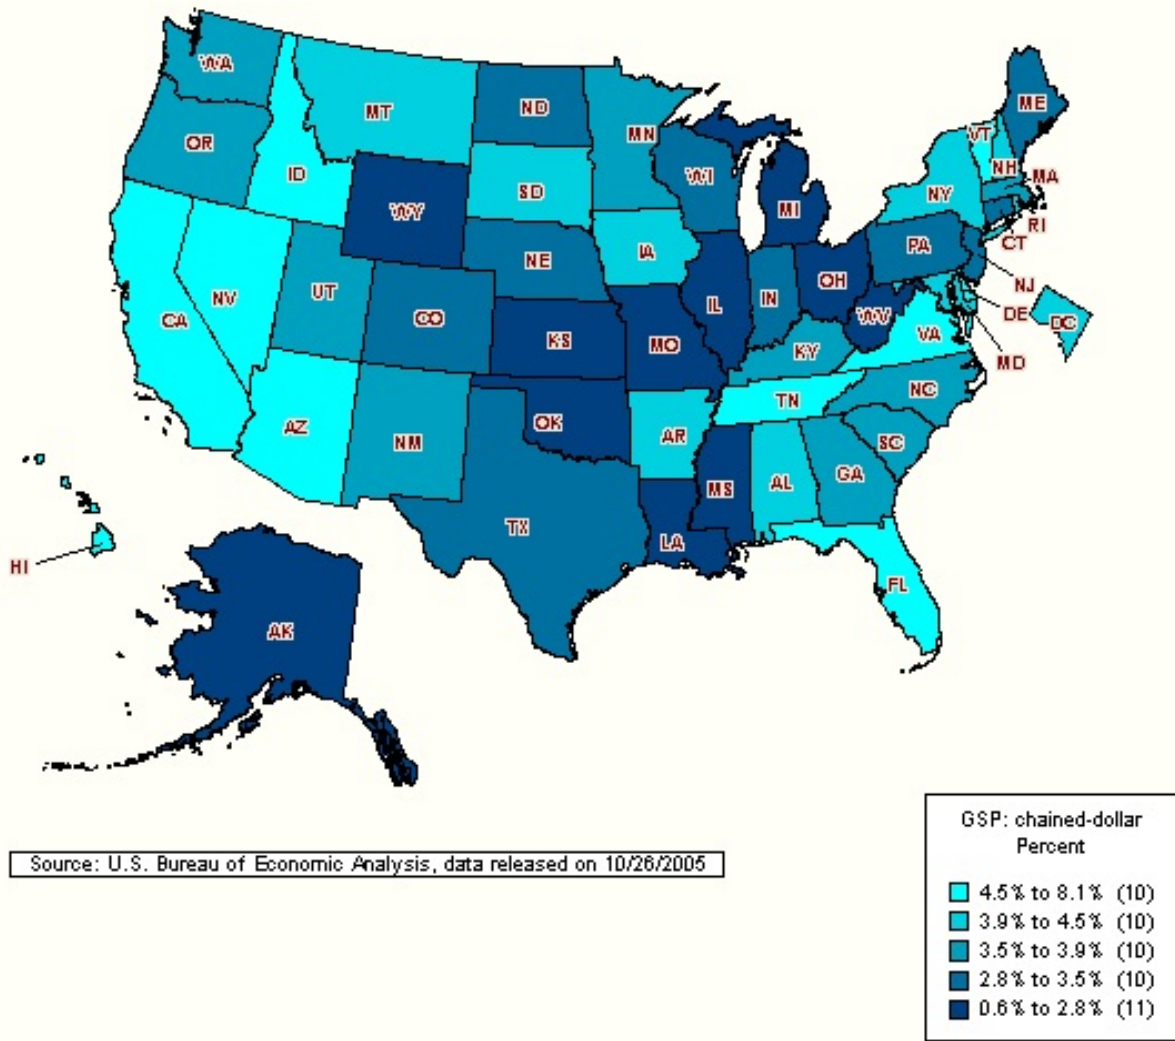 WA
MT
ND
MN
ME
OR
ID
SD
WI
VT
NH
MA
NY
WY
MI
RI
CT
IA
PA
NE
NJ
NV
UT
CO
IL
IN
OH
DE
DC
CA
KS
MO
WV
VA
MD
KY
NC
AZ
OK
TN
NM
AR
SC
MS
AL
GA
TX
LA
HI
FL
AK
Source: U.S. Bureau of Economic Analysis, data released on 10/26/2005
GSP: chained-dollar
Percent
4.5% to 8.1% (10)
3.9% to 4.5% (10)
3.5% to 3.9% (10)
2.8% to 3.5% (10)
0.6% to 2.8% (11)